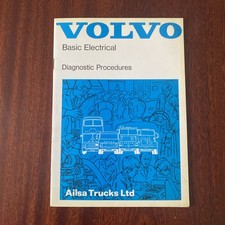 VOLVO
Basic Electrical
Diagnostic Procedures
Ailsa Trucks Ltd